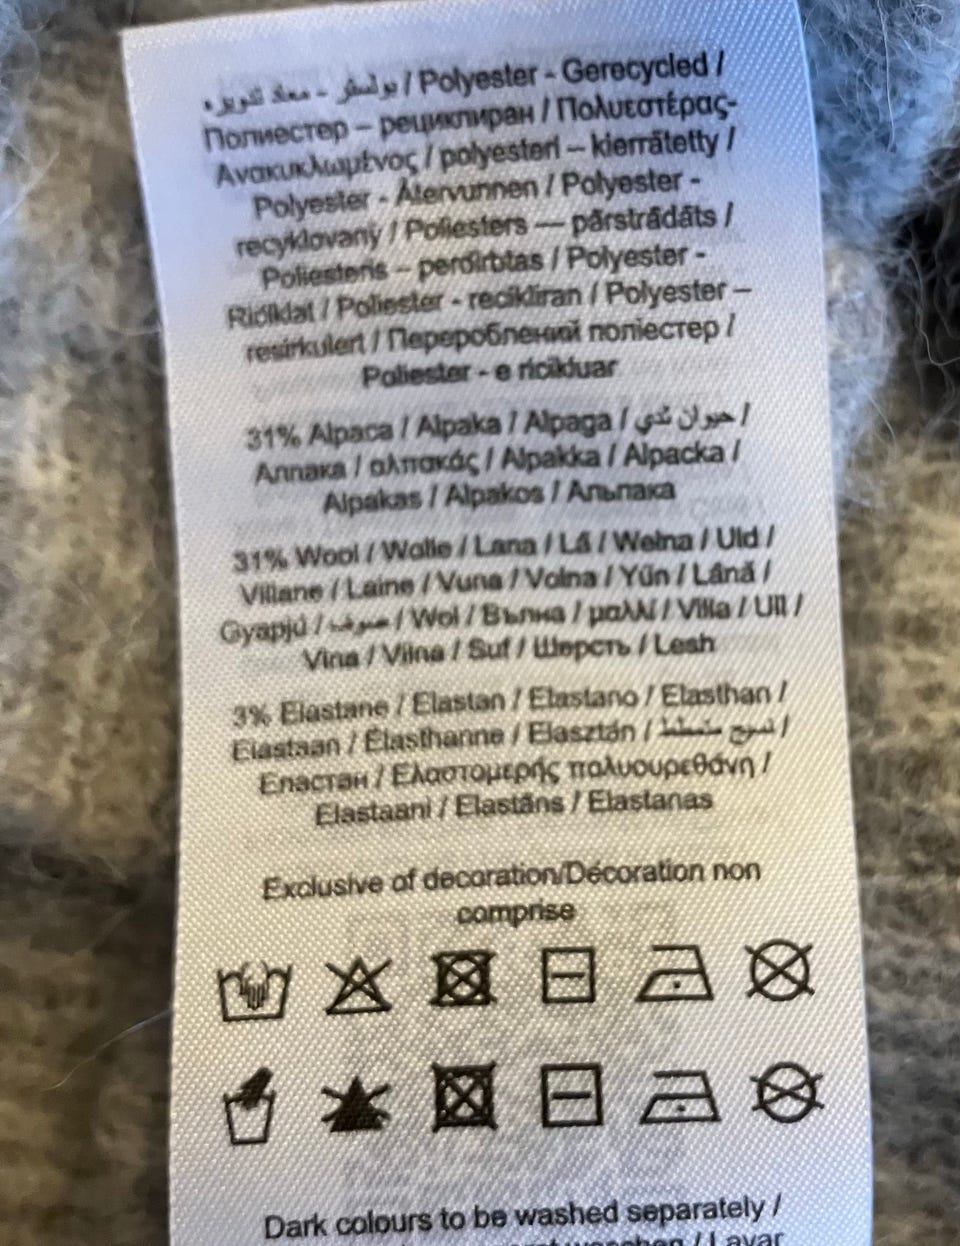 بوليستر - معاد تدويره / Polyester - Gerecycled /
Полиестер – рециклиран / Πολυεστέρας-
Ανακυκλωμένος / polyesteri – kierrätetty /
Polyester - Återvunnen / Polyester -
recyklovaný / Poliesters — pārstrādāts /
Poliesteris – perdirbtas / Polyester -
Ridiklat / Poliester - recikliran / Polyester –
resirkulert / Перероблений поліестер /
Poliester - e ricikluar
31% Alpaca / Alpaka / Alpaga / حيوان ثدي /
Алпака / αλπακάς / Alpakka / Alpacka /
Alpakas / Alpakos / Альпака
31% Wool / Wolle / Lana / Lã / Wełna / Uld /
Villane / Laine / Vuna / Volna / Yün / Lână /
Gyapjú / صوف / Wol / Вълна / μαλλί / Villa / Ull /
Vlna / Vilna / Suf / Шерсть / Lesh
3% Elastane / Elastan / Elastano / Elasthan /
Elastaan / Élasthanne / Elasztán / نسيج متمطط /
Еластан / Ελαστομερής πολυουρεθάνη /
Elastaani / Elastāns / Elastanas
Exclusive of decoration/Décoration non
comprise
Dark colours to be washed separately /
/ Lavar